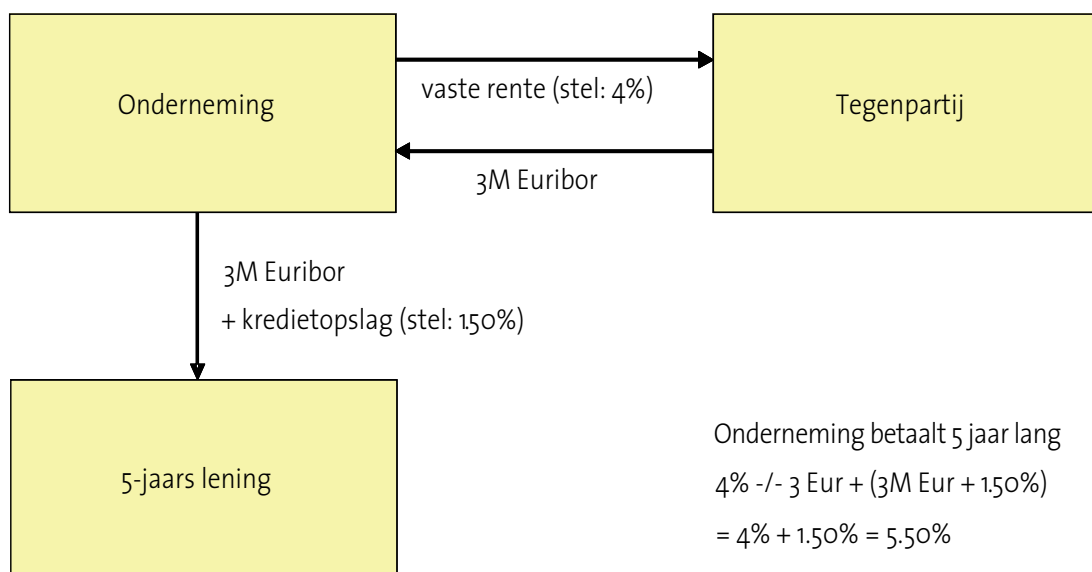 Onderneming
vaste rente (stel: 4%)
Tegenpartij
3M Euribor
3M Euribor
+ kredietopslag (stel: 1.50%)
5-jaars lening
Onderneming betaalt 5 jaar lang
4% -/- 3 Eur + (3M Eur + 1.50%)
= 4% + 1.50% = 5.50%